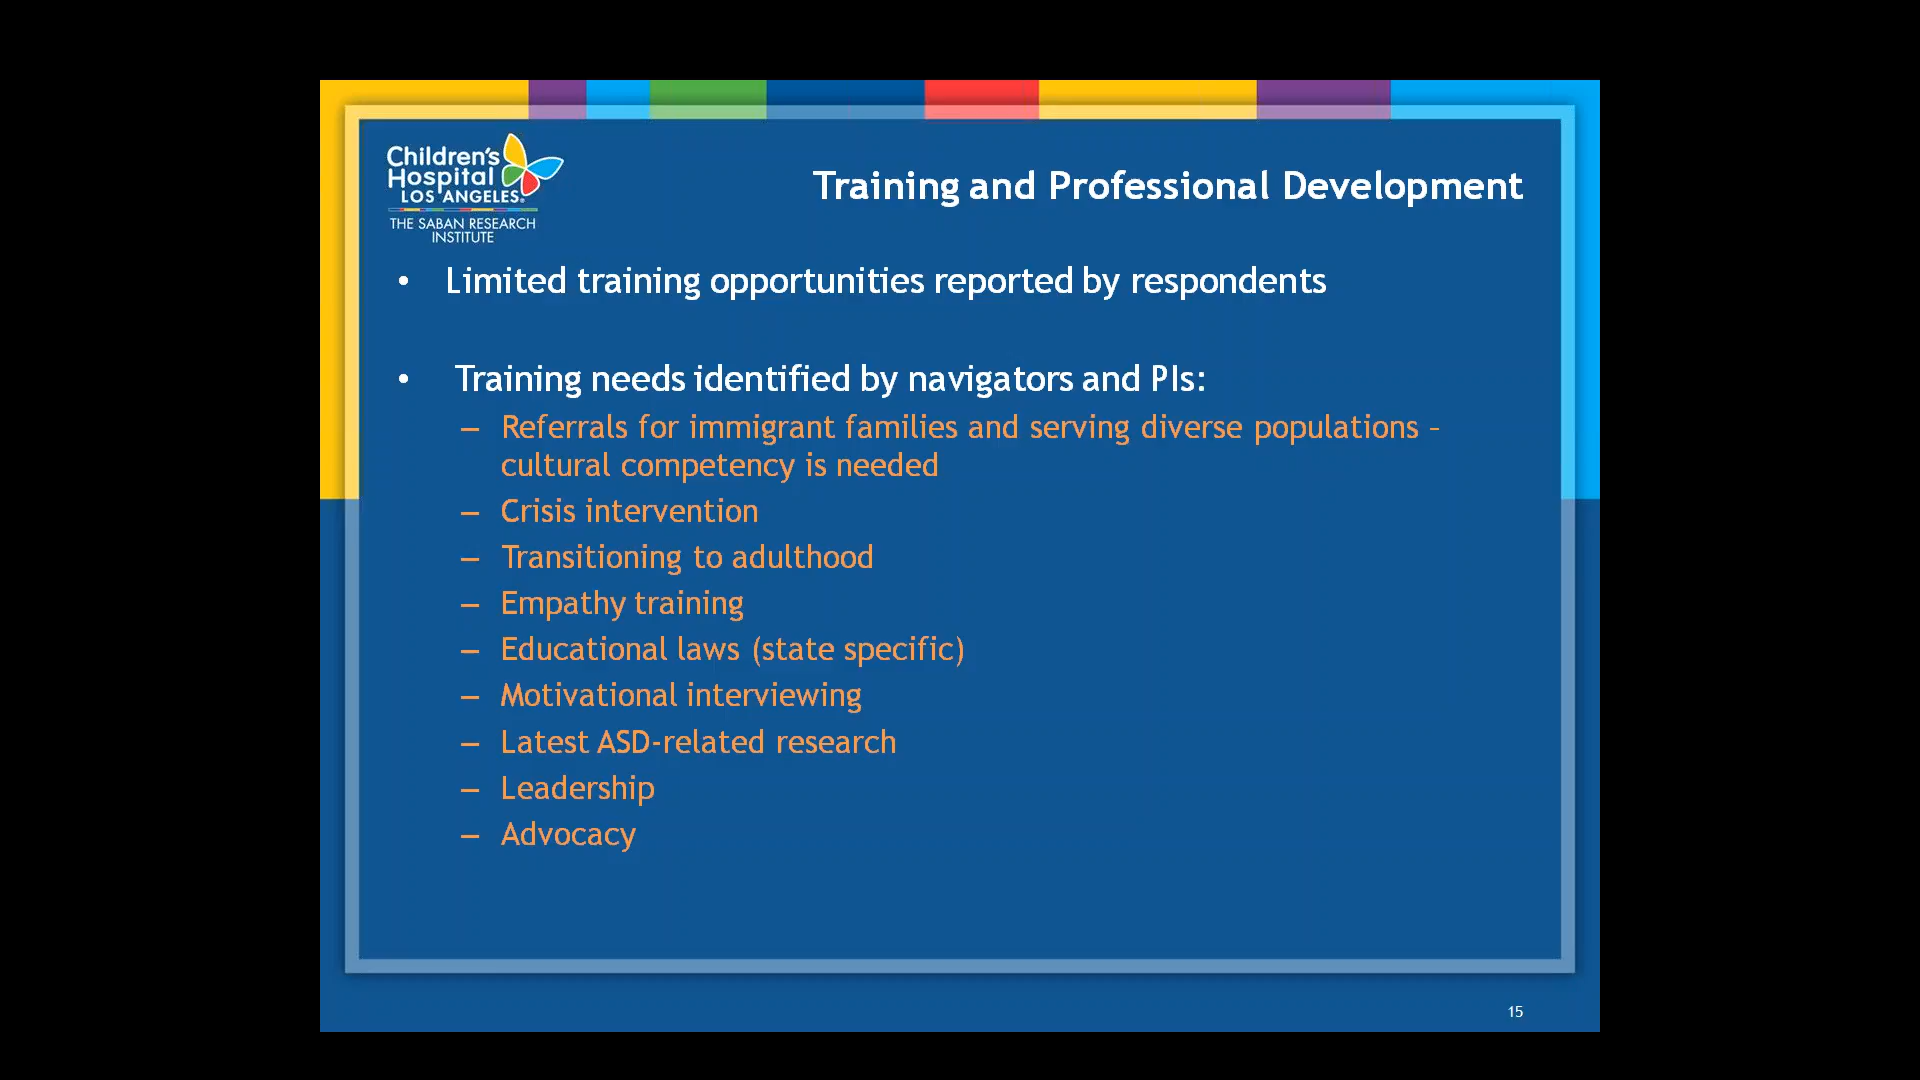 Children's
Hospital
LOS ANGELES®
THE SABAN RESEARCH
INSTITUTE
Training and Professional Development
• Limited training opportunities reported by respondents
• Training needs identified by navigators and PIs:
– Referrals for immigrant families and serving diverse populations –
cultural competency is needed
– Crisis intervention
– Transitioning to adulthood
– Empathy training
– Educational laws (state specific)
– Motivational interviewing
– Latest ASD-related research
– Leadership
– Advocacy
15